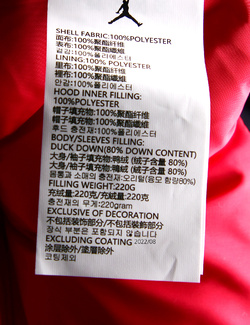 SHELL FABRIC:100%POLYESTER
面布:100%聚酯纤维
面布:100%聚酯纖維
겉감:100%폴리에스터
LINING:100% POLYESTER
里布:100%聚酯纤维
裡布:100%聚酯纖維
안감:100%폴리에스터
HOOD INNER FILLING:
100%POLYESTER
帽子填充物:100%聚酯纤维
帽子填充物:100%聚酯纖維
후드 충전재:100%폴리에스터
BODY/SLEEVES FILLING:
DUCK DOWN(80% DOWN CONTENT)
大身/袖子填充物:鸭绒 (绒子含量 80%)
大身/袖子填充物:鴨絨 (絨子含量 80%)
몸통과 소매의 충전재:오리털(융모 함량80%)
FILLING WEIGHT:220G
充绒量:220克/充絨量:220克
충전재의 무게:220gram
EXCLUSIVE OF DECORATION
不包括装饰部分/不包括裝飾部分
장식 부분은 포함되지 않습니다
EXCLUDING COATING 2022/08
涂层除外/塗層除外
코팅제외